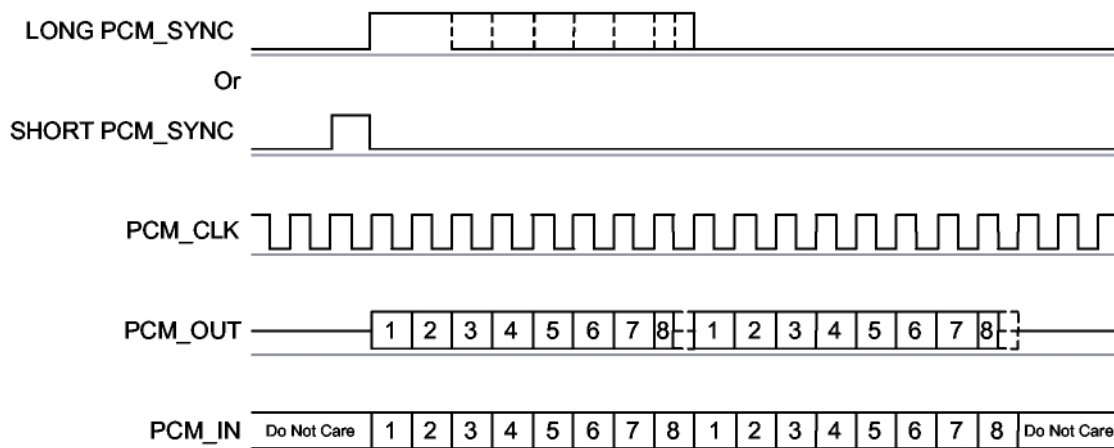 LONG PCM_SYNC
Or
SHORT PCM_SYNC
PCM_CLK
PCM_OUT 1 2 3 4 5 6 7 8 1 2 3 4 5 6 7 8
PCM_IN Do Not Care 1 2 3 4 5 6 7 8 1 2 3 4 5 6 7 8 Do Not Care